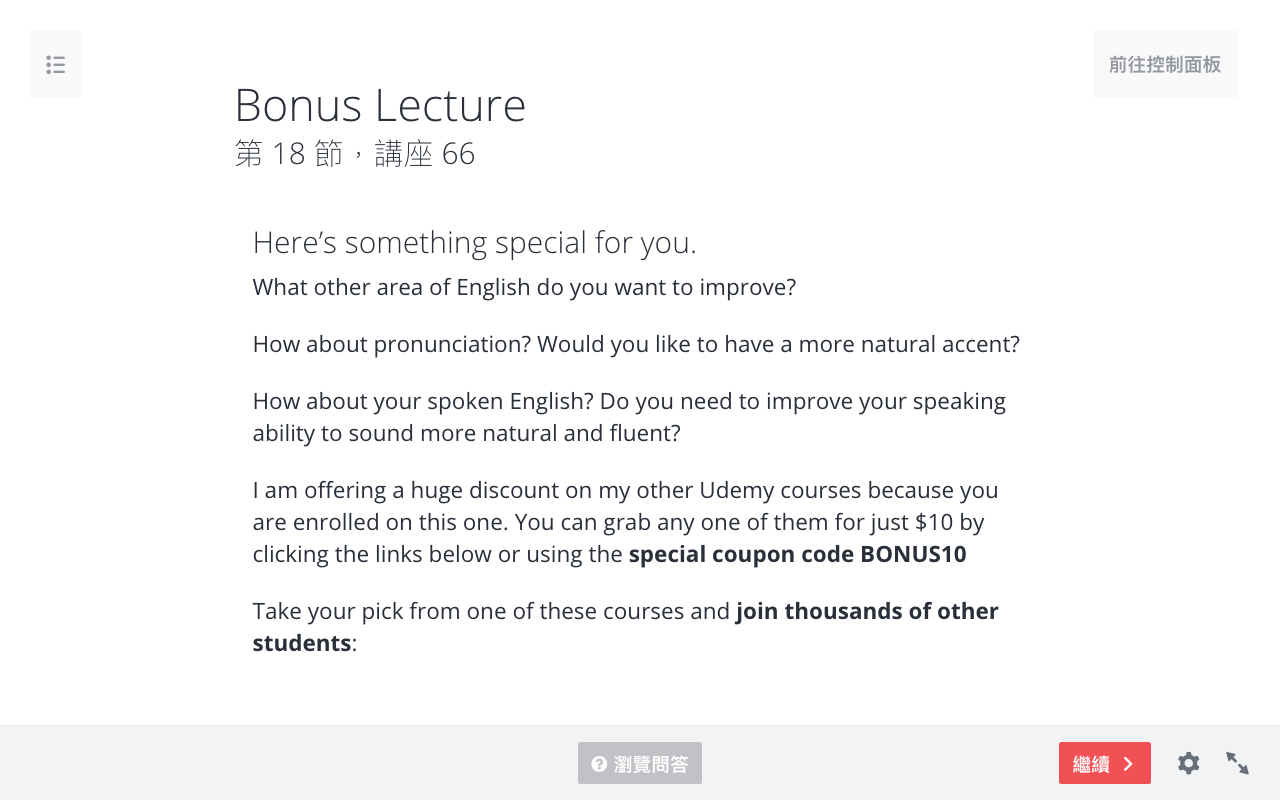 前往控制面板
Bonus Lecture
第 18 節，講座 66
Here’s something special for you.
What other area of English do you want to improve?
How about pronunciation? Would you like to have a more natural accent?
How about your spoken English? Do you need to improve your speaking
ability to sound more natural and fluent?
I am offering a huge discount on my other Udemy courses because you
are enrolled on this one. You can grab any one of them for just $10 by
clicking the links below or using the special coupon code BONUS10
Take your pick from one of these courses and join thousands of other
students:
瀏覽問答
繼續